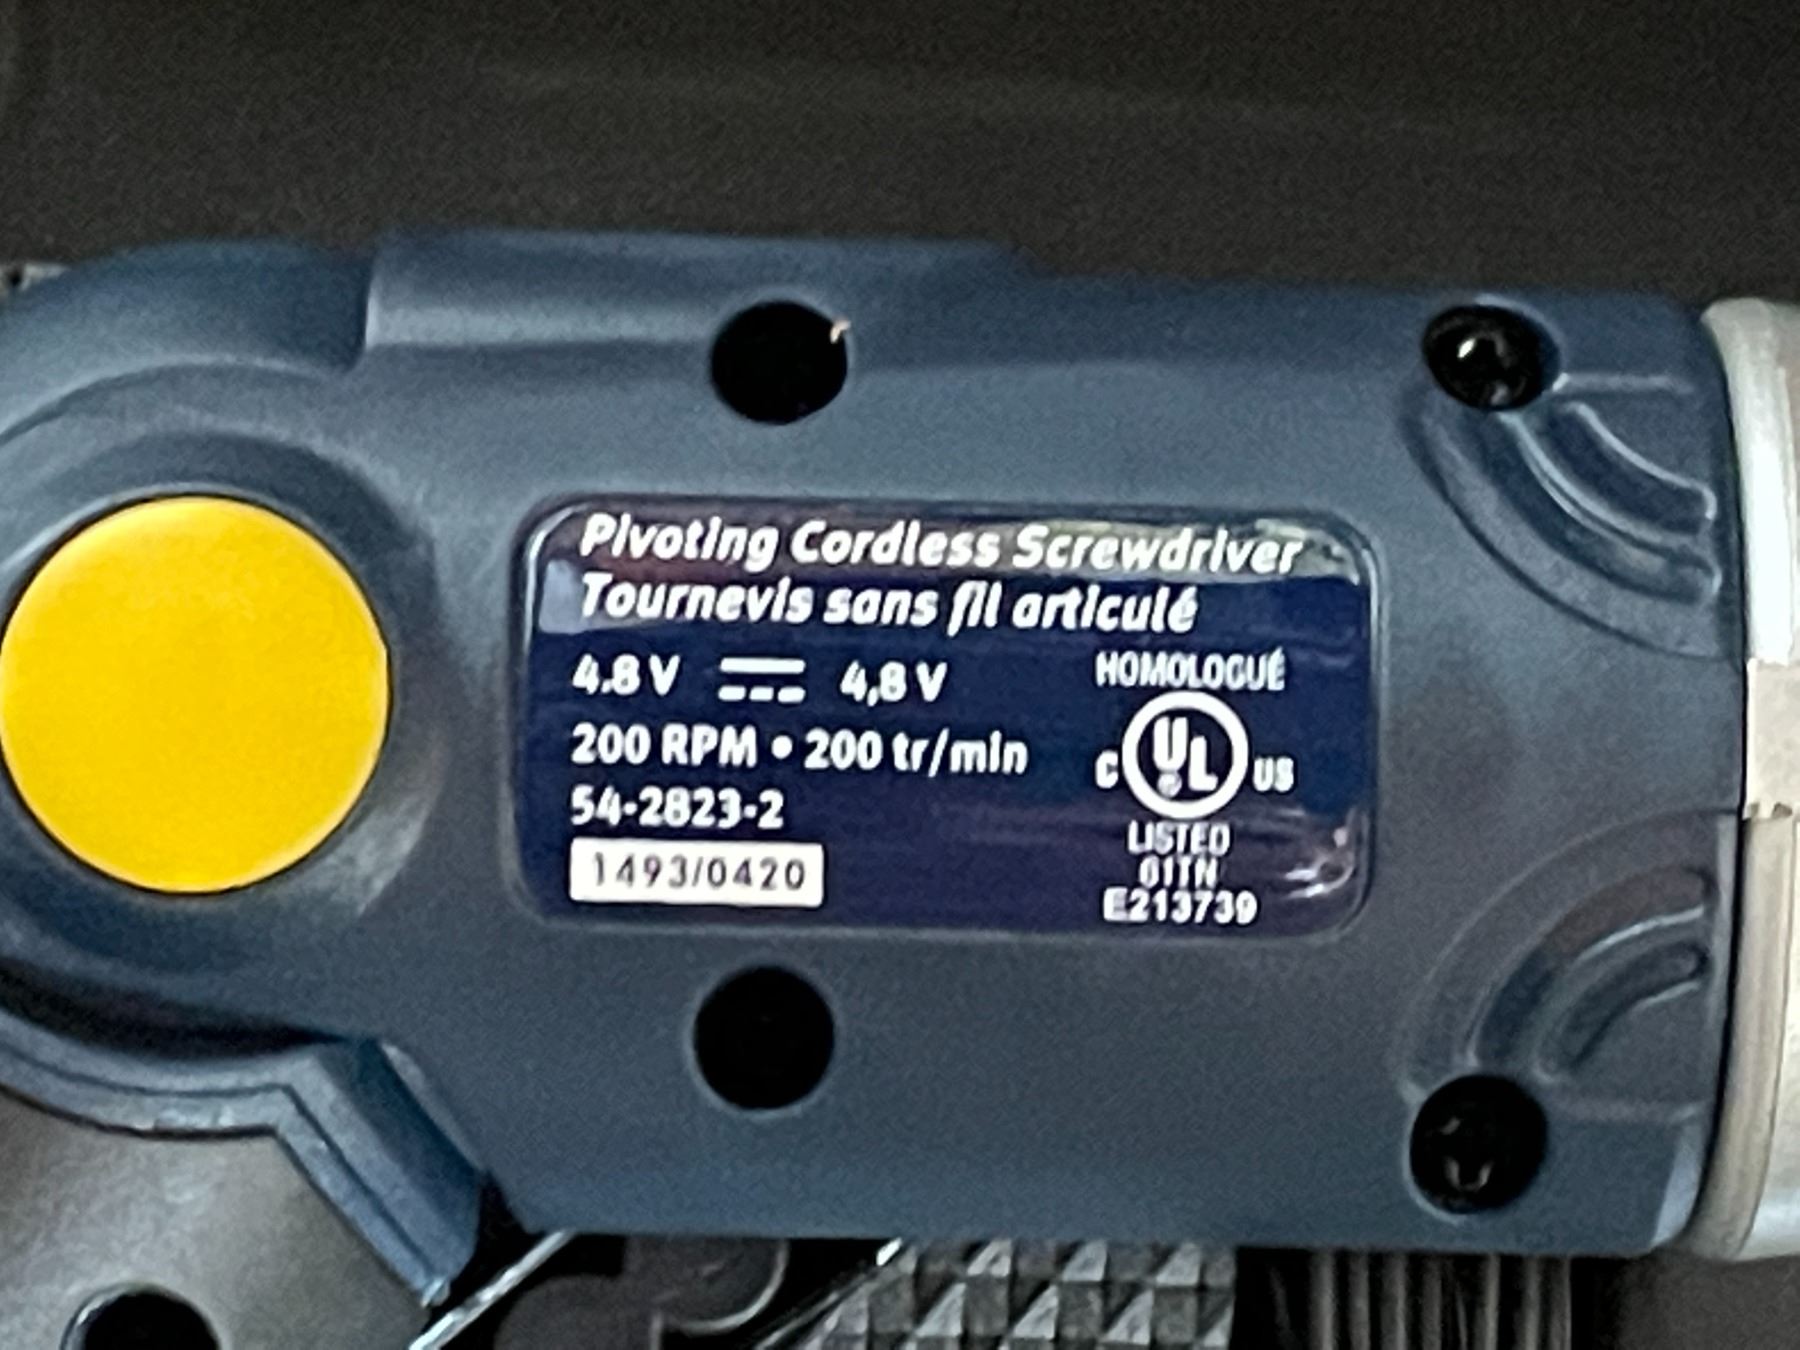 Pivoting Cordless Screwdriver
Tournevis sans fil articulé
4.8 V ⎓ 4,8 V
200 RPM • 200 tr/min
54-2823-2
1493/0420
HOMOLOGUÉ
C UL US
LISTED
61TN
E213739